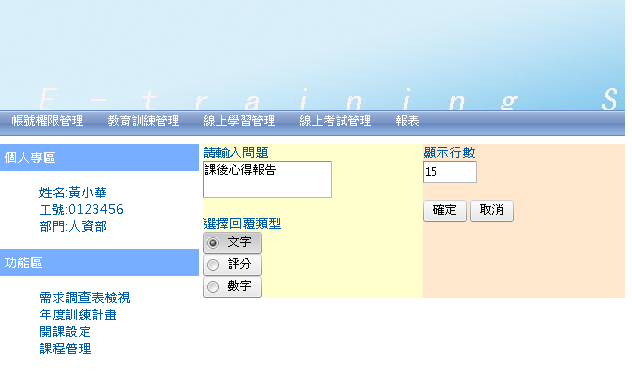 E-training S
帳號權限管理 教育訓練管理 線上學習管理 線上考試管理 報表
個人專區
姓名:黃小華
工號:0123456
部門:人資部
功能區
需求調查表檢視
年度訓練計畫
開課設定
課程管理
請輸入問題
課後心得報告
選擇回覆類型
文字
評分
數字
顯示行數
15
確定 取消